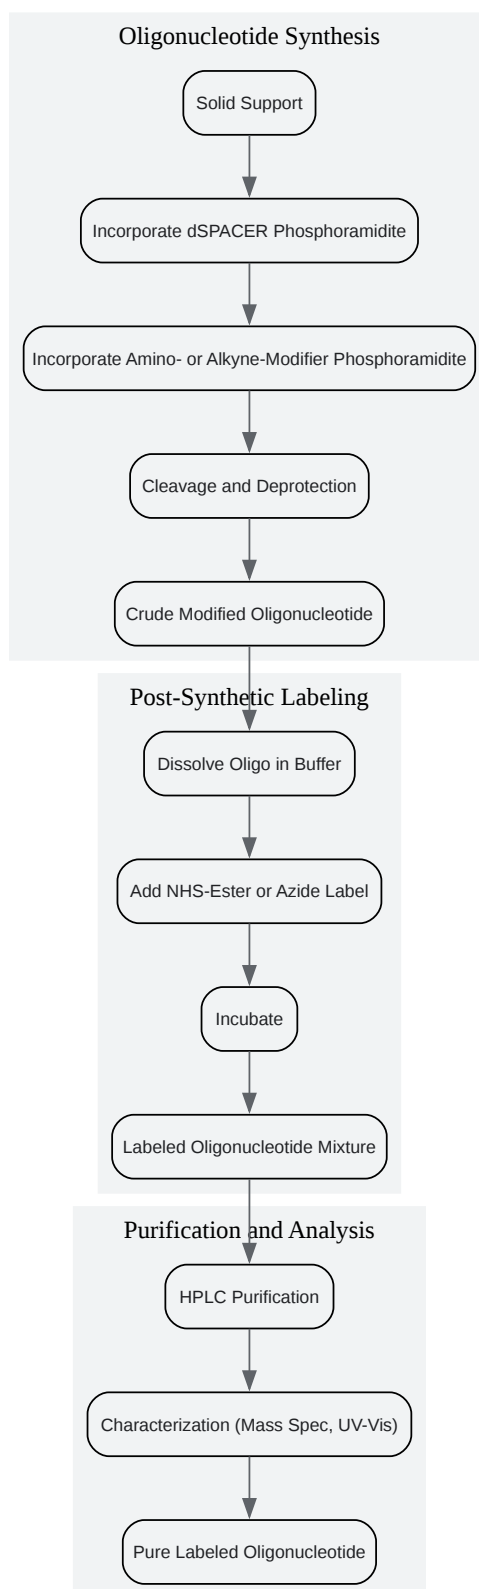 Oligonucleotide Synthesis
Solid Support
Incorporate dSPACER Phosphoramidite
Incorporate Amino- or Alkyne-Modifier Phosphoramidite
Cleavage and Deprotection
Crude Modified Oligonucleotide
Post-Synthetic Labeling
Dissolve Oligo in Buffer
Add NHS-Ester or Azide Label
Incubate
Labeled Oligonucleotide Mixture
Purification and Analysis
HPLC Purification
Characterization (Mass Spec, UV-Vis)
Pure Labeled Oligonucleotide